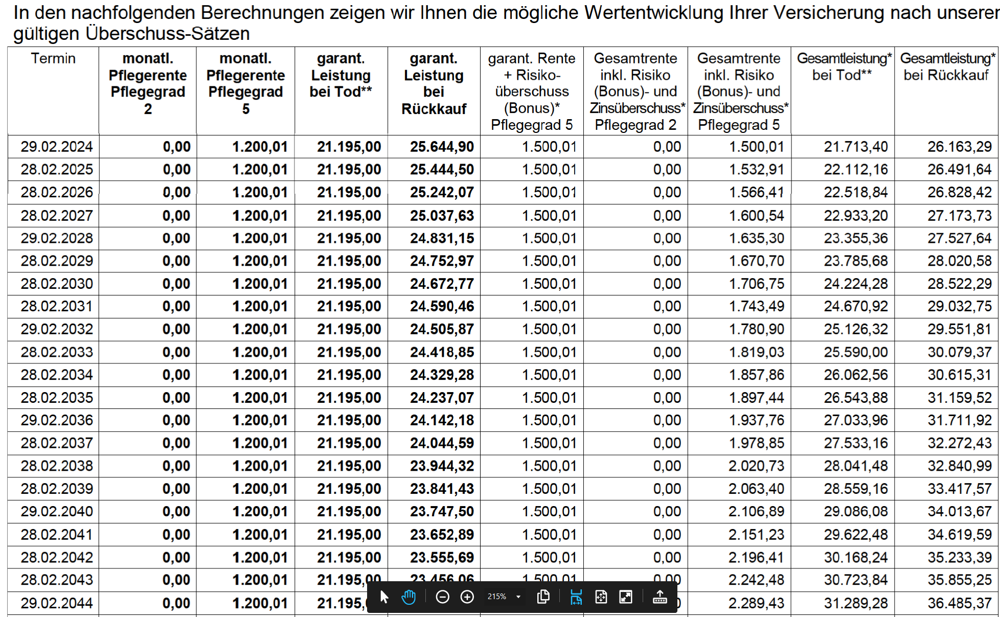 In den nachfolgenden Berechnungen zeigen wir Ihnen die mögliche Wertentwicklung Ihrer Versicherung nach unserer
gültigen Überschuss-Sätzen
Termin | monatl. Pflegerente Pflegegrad 2 | monatl. Pflegerente Pflegegrad 5 | garant. Leistung bei Tod** | garant. Leistung bei Rückkauf | garant. Rente + Risiko- überschuss (Bonus)* Pflegegrad 5 | Gesamtrente inkl. Risiko (Bonus)- und Zinsüberschuss* Pflegegrad 2 | Gesamtrente inkl. Risiko (Bonus)- und Zinsüberschuss* Pflegegrad 5 | Gesamtleistung* bei Tod** | Gesamtleistung* bei Rückkauf
29.02.2024 0,00 1.200,01 21.195,00 25.644,90 1.500,01 0,00 1.500,01 21.713,40 26.163,29
28.02.2025 0,00 1.200,01 21.195,00 25.444,50 1.500,01 0,00 1.532,91 22.112,16 26.491,64
28.02.2026 0,00 1.200,01 21.195,00 25.242,07 1.500,01 0,00 1.566,41 22.518,84 26.828,42
28.02.2027 0,00 1.200,01 21.195,00 25.037,63 1.500,01 0,00 1.600,54 22.933,20 27.173,73
29.02.2028 0,00 1.200,01 21.195,00 24.831,15 1.500,01 0,00 1.635,30 23.355,36 27.527,64
28.02.2029 0,00 1.200,01 21.195,00 24.752,97 1.500,01 0,00 1.670,70 23.785,68 28.020,58
28.02.2030 0,00 1.200,01 21.195,00 24.672,77 1.500,01 0,00 1.706,75 24.224,28 28.522,29
28.02.2031 0,00 1.200,01 21.195,00 24.590,46 1.500,01 0,00 1.743,49 24.670,92 29.032,75
29.02.2032 0,00 1.200,01 21.195,00 24.505,87 1.500,01 0,00 1.780,90 25.126,32 29.551,81
28.02.2033 0,00 1.200,01 21.195,00 24.418,85 1.500,01 0,00 1.819,03 25.590,00 30.079,37
28.02.2034 0,00 1.200,01 21.195,00 24.329,28 1.500,01 0,00 1.857,86 26.062,56 30.615,31
28.02.2035 0,00 1.200,01 21.195,00 24.237,07 1.500,01 0,00 1.897,44 26.543,88 31.159,52
29.02.2036 0,00 1.200,01 21.195,00 24.142,18 1.500,01 0,00 1.937,76 27.033,96 31.711,92
28.02.2037 0,00 1.200,01 21.195,00 24.044,59 1.500,01 0,00 1.978,85 27.533,16 32.272,43
28.02.2038 0,00 1.200,01 21.195,00 23.944,32 1.500,01 0,00 2.020,73 28.041,48 32.840,99
28.02.2039 0,00 1.200,01 21.195,00 23.841,43 1.500,01 0,00 2.063,40 28.559,16 33.417,57
29.02.2040 0,00 1.200,01 21.195,00 23.747,50 1.500,01 0,00 2.106,89 29.086,08 34.013,67
28.02.2041 0,00 1.200,01 21.195,00 23.652,89 1.500,01 0,00 2.151,23 29.622,48 34.619,59
28.02.2042 0,00 1.200,01 21.195,00 23.555,69 1.500,01 0,00 2.196,41 30.168,24 35.233,39
28.02.2043 0,00 1.200,01 21.195,00 23.456,06 1.500,01 0,00 2.242,48 30.723,84 35.855,25
29.02.2044 0,00 1.200,01 21.195, 2.289,43 31.289,28 36.485,37
215%